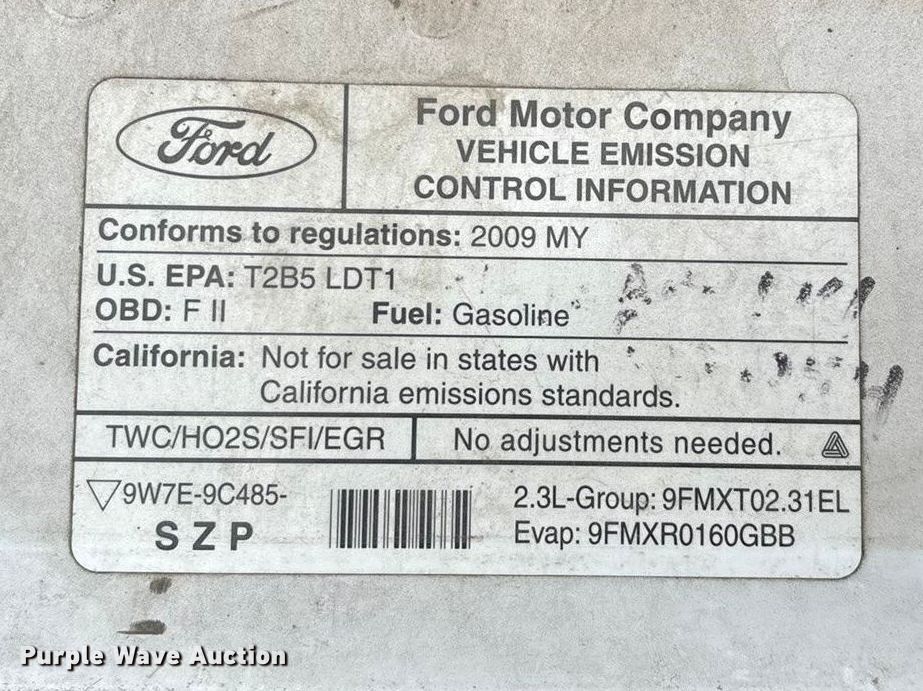 Ford
Ford Motor Company
VEHICLE EMISSION
CONTROL INFORMATION
Conforms to regulations: 2009 MY
U.S. EPA: T2B5 LDT1
OBD: F II Fuel: Gasoline
California: Not for sale in states with
California emissions standards.
TWC/HO2S/SFI/EGR No adjustments needed.
9W7E-9C485-
SZP
2.3L-Group: 9FMXT02.31EL
Evap: 9FMXR0160GBB
Purple Wave Auction